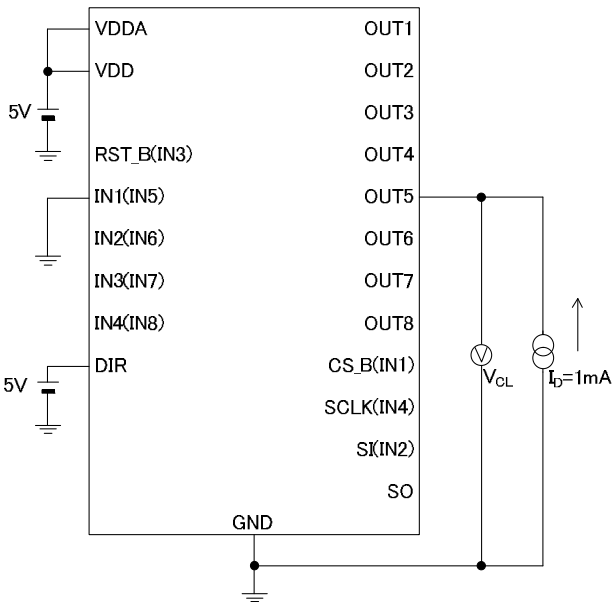 VDDA
VDD
5V
RST_B(IN3)
IN1(IN5)
IN2(IN6)
IN3(IN7)
IN4(IN8)
DIR
5V
OUT1
OUT2
OUT3
OUT4
OUT5
OUT6
OUT7
OUT8
CS_B(IN1)
SCLK(IN4)
SI(IN2)
SO
GND
V
VCL
ID=1mA